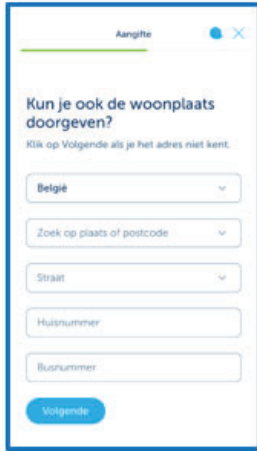 Aangifte
Kun je ook de woonplaats
doorgeven?
Klik op Volgende als je het adres niet kent.
België
Zoek op plaats of postcode
Straat
Huisnummer
Busnummer
Volgende